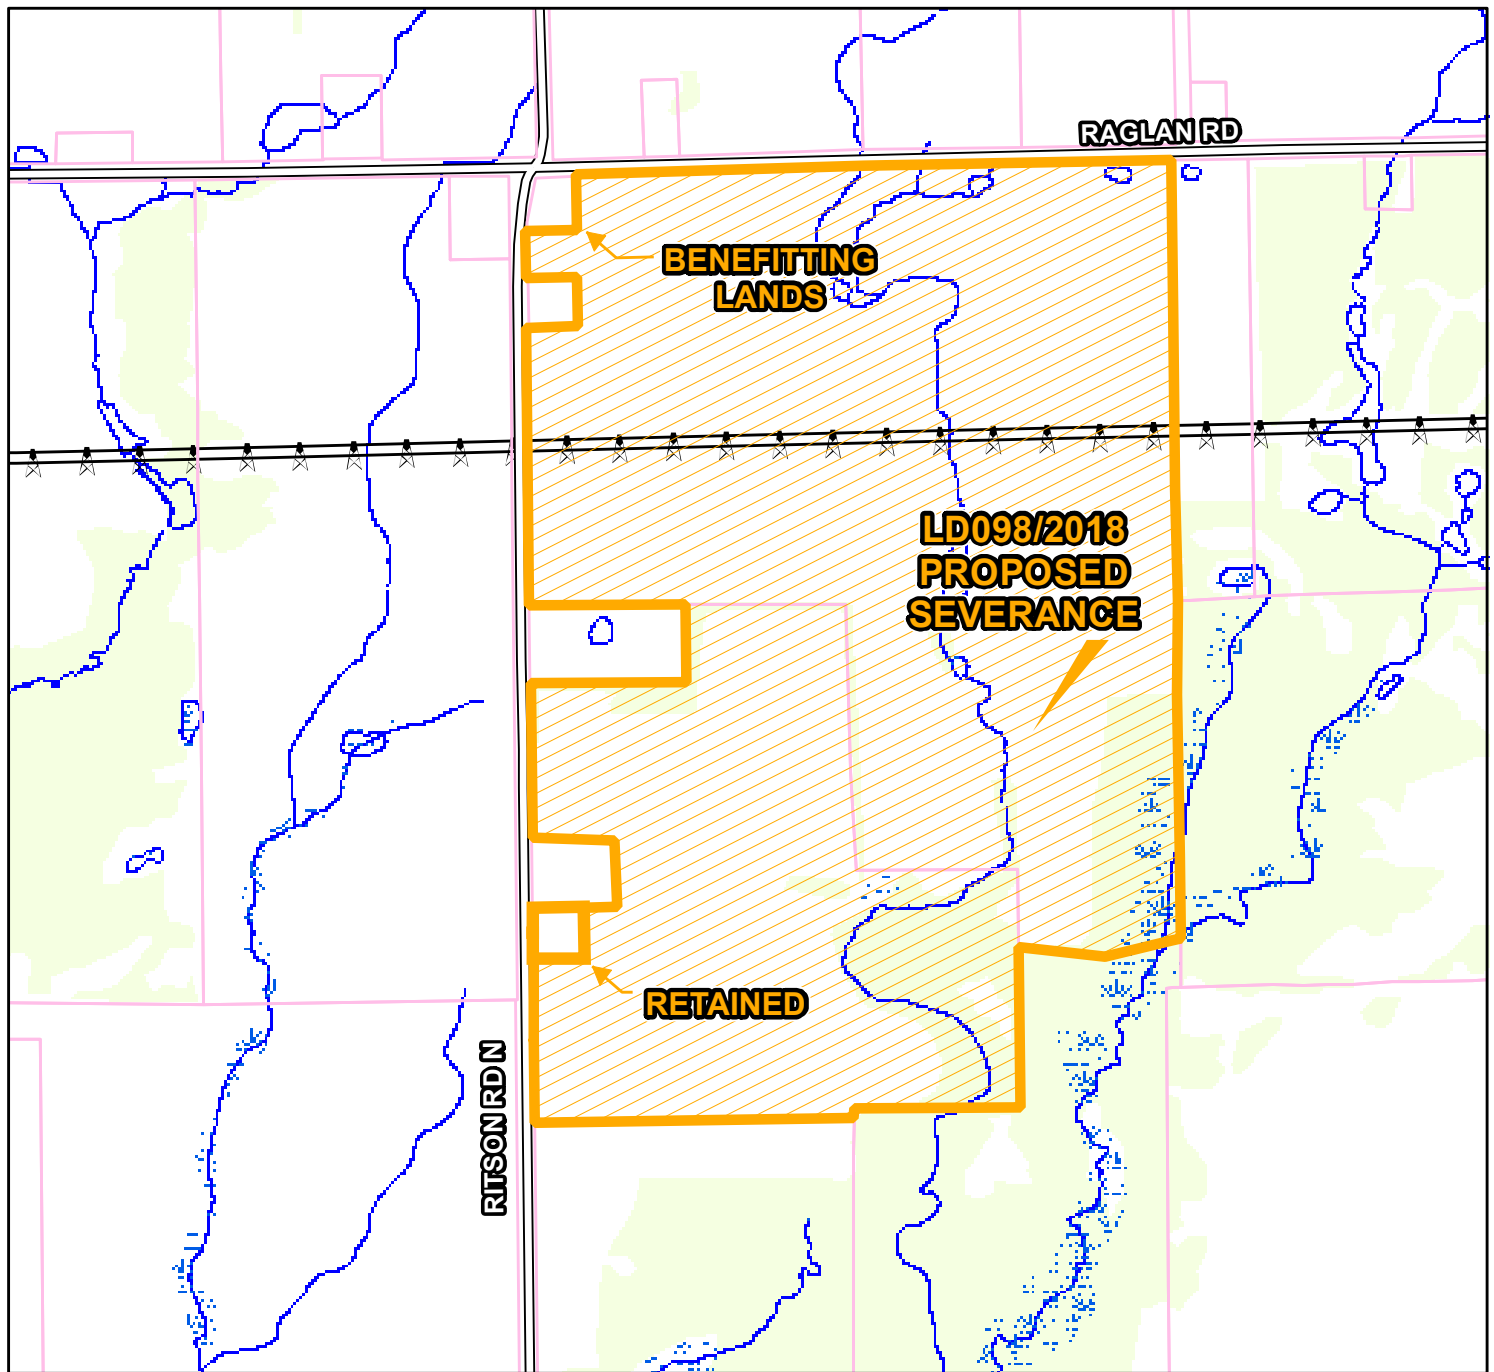 RAGLAN RD
BENEFITTING
LANDS
LD098/2018
PROPOSED
SEVERANCE
RETAINED
RITSON RD N